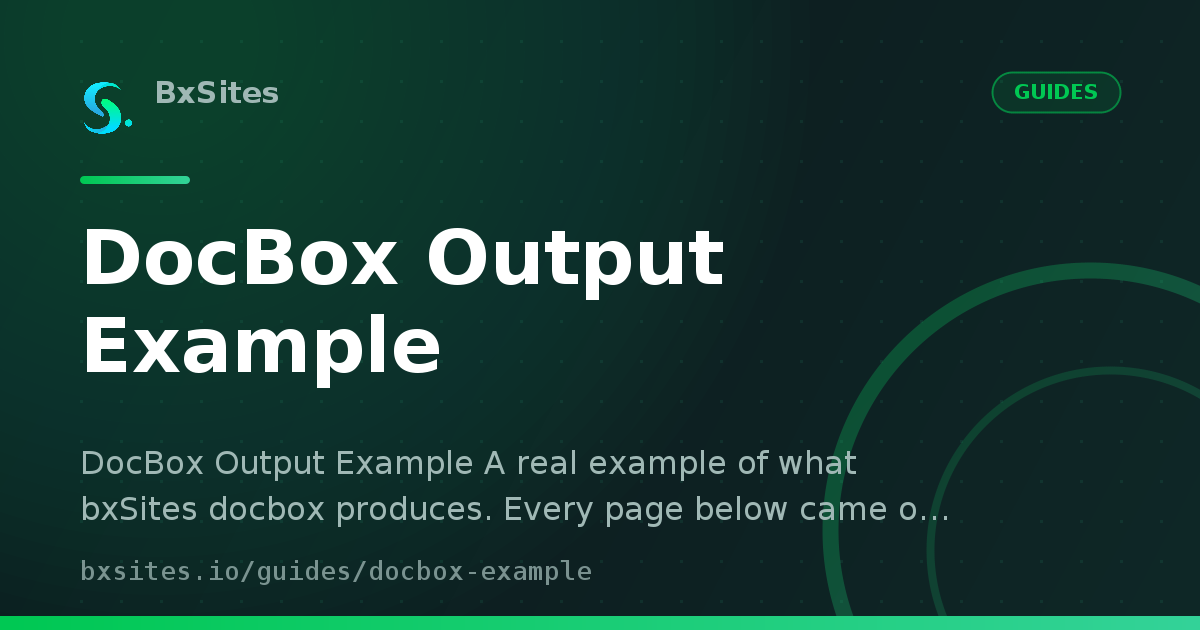 BxSites
GUIDES
DocBox Output
Example
DocBox Output Example A real example of what
bxSites docbox produces. Every page below came o...
bxsites.io/guides/docbox-example